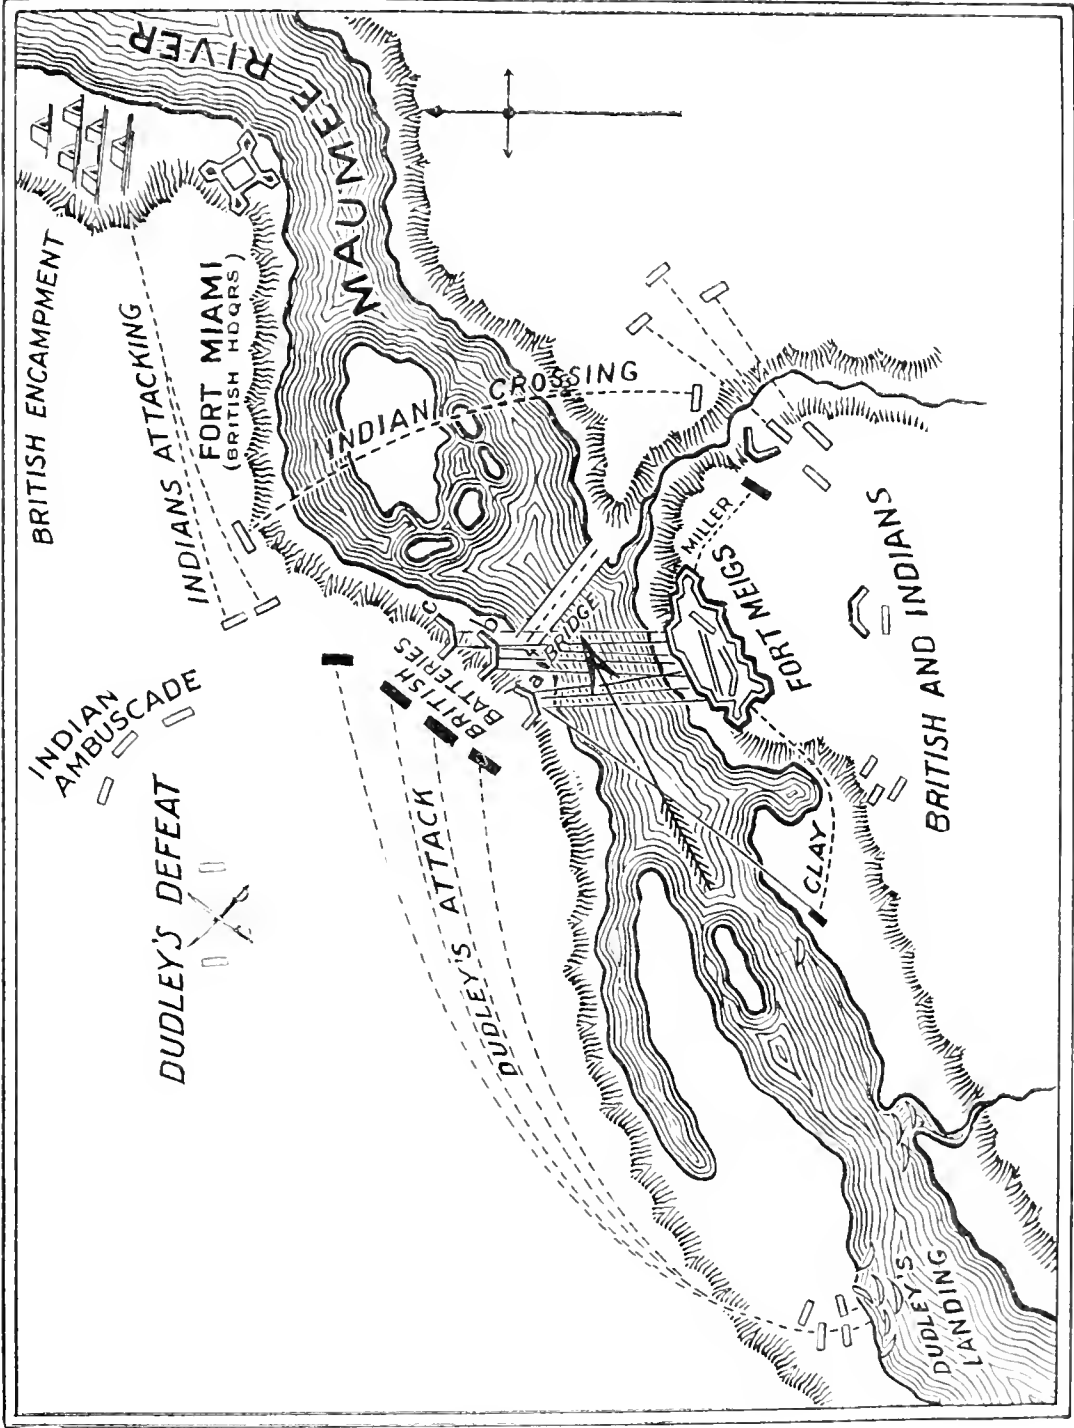 MAUMEE RIVER
BRITISH ENCAMPMENT
INDIANS ATTACKING
FORT MIAMI
(BRITISH HDQRS)
INDIAN CROSSING
INDIAN
AMBUSCADE
DUDLEY'S DEFEAT
c
b
a
BRITISH
BATTERIES
BRIDGE
DUDLEY'S ATTACK
MILLER
FORT MEIGS
BRITISH AND INDIANS
CLAY
DUDLEY'S
LANDING